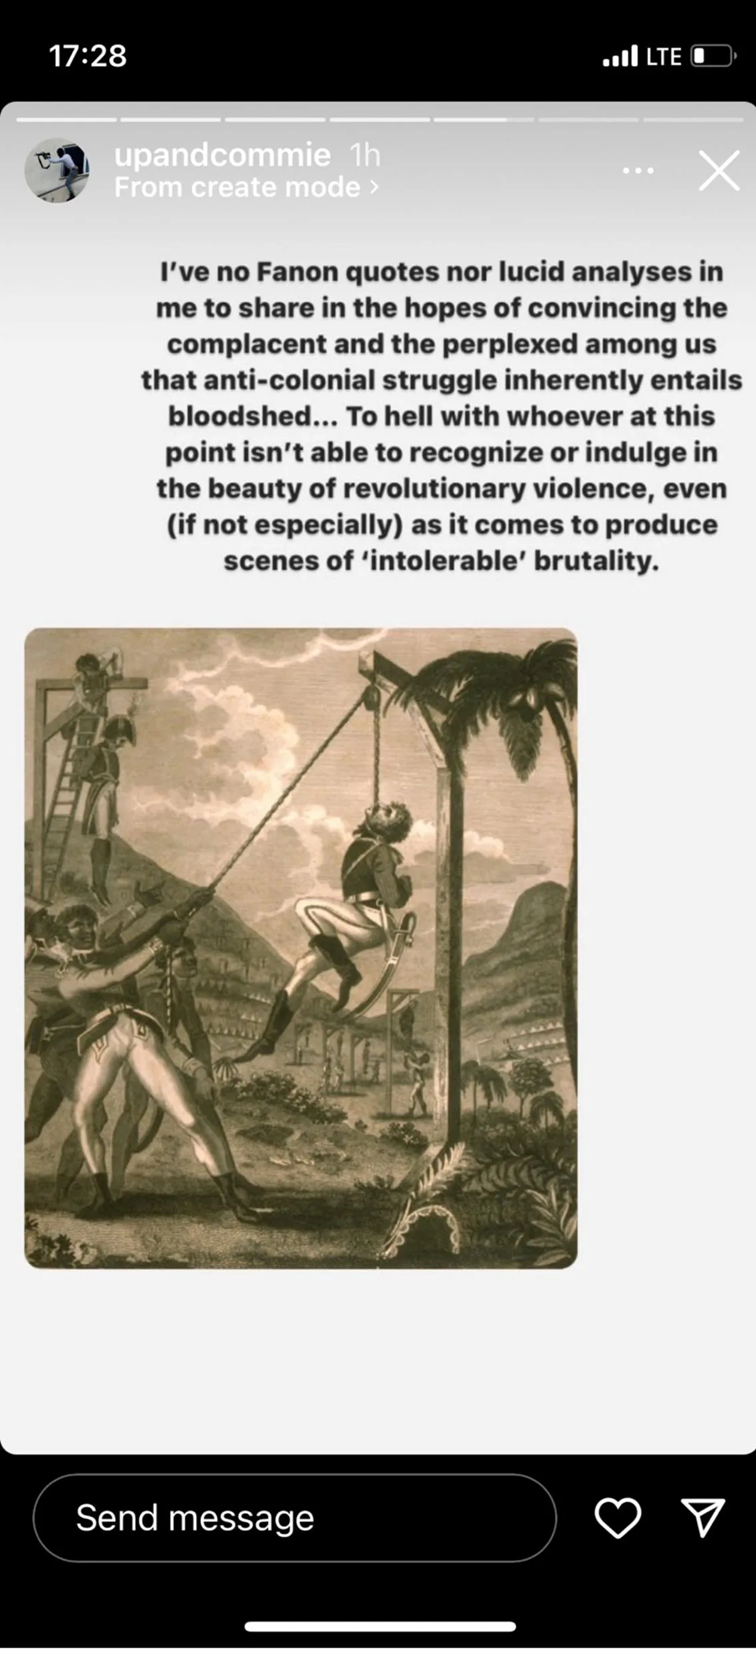 17:28
LTE
upandcommie 1h
From create mode >
I've no Fanon quotes nor lucid analyses in
me to share in the hopes of convincing the
complacent and the perplexed among us
that anti-colonial struggle inherently entails
bloodshed... To hell with whoever at this
point isn't able to recognize or indulge in
the beauty of revolutionary violence, even
(if not especially) as it comes to produce
scenes of 'intolerable' brutality.
Send message